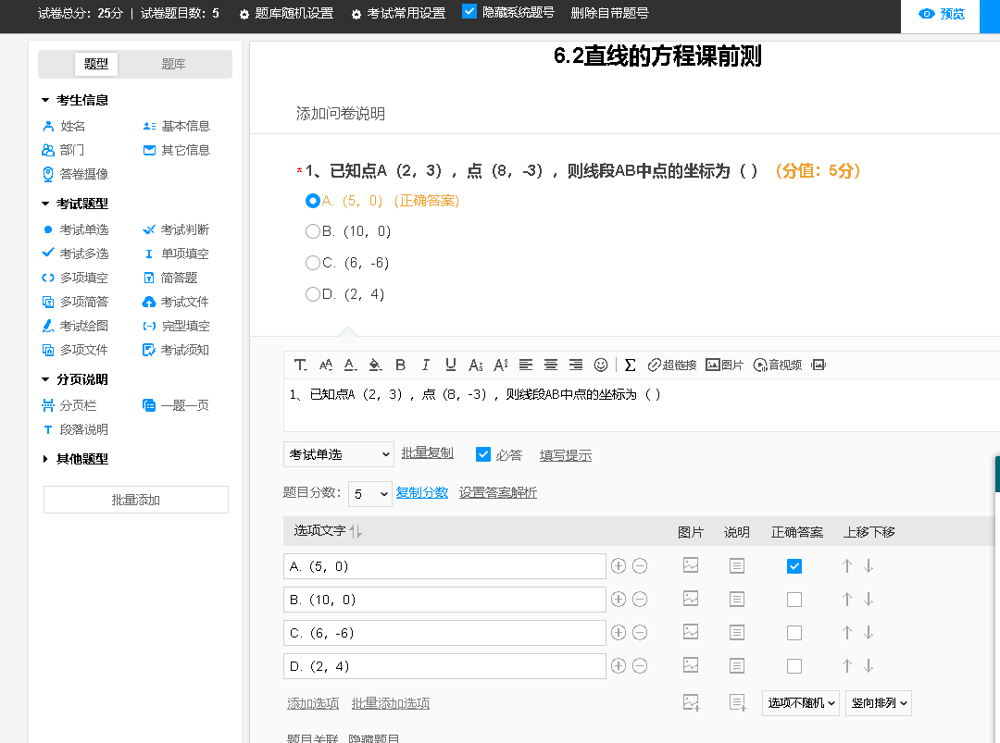 试卷总分：25分 | 试卷题目数：5 题库随机设置 考试常用设置 隐藏系统题号 删除自带题号 预览
题型 题库
考生信息
姓名 基本信息
部门 其它信息
答卷摄像
考试题型
考试单选 考试判断
考试多选 单项填空
多项填空 简答题
多项简答 考试文件
考试绘图 完型填空
多项文件 考试须知
分页说明
分页栏 一题一页
段落说明
其他题型
批量添加
6.2直线的方程课前测
添加问卷说明
*1、已知点A（2，3），点（8，-3），则线段AB中点的坐标为（ ）（分值：5分）
A.（5，0）（正确答案）
B.（10，0）
C.（6，-6）
D.（2，4）
超链接 图片 音视频
1、已知点A（2，3），点（8，-3），则线段AB中点的坐标为（ ）
考试单选 批量复制 必答 填写提示
题目分数： 5 复制分数 设置答案解析
选项文字 图片 说明 正确答案 上移下移
A.（5，0）
B.（10，0）
C.（6，-6）
D.（2，4）
添加选项 批量添加选项 选项不随机 竖向排列
题目关联 隐藏题目